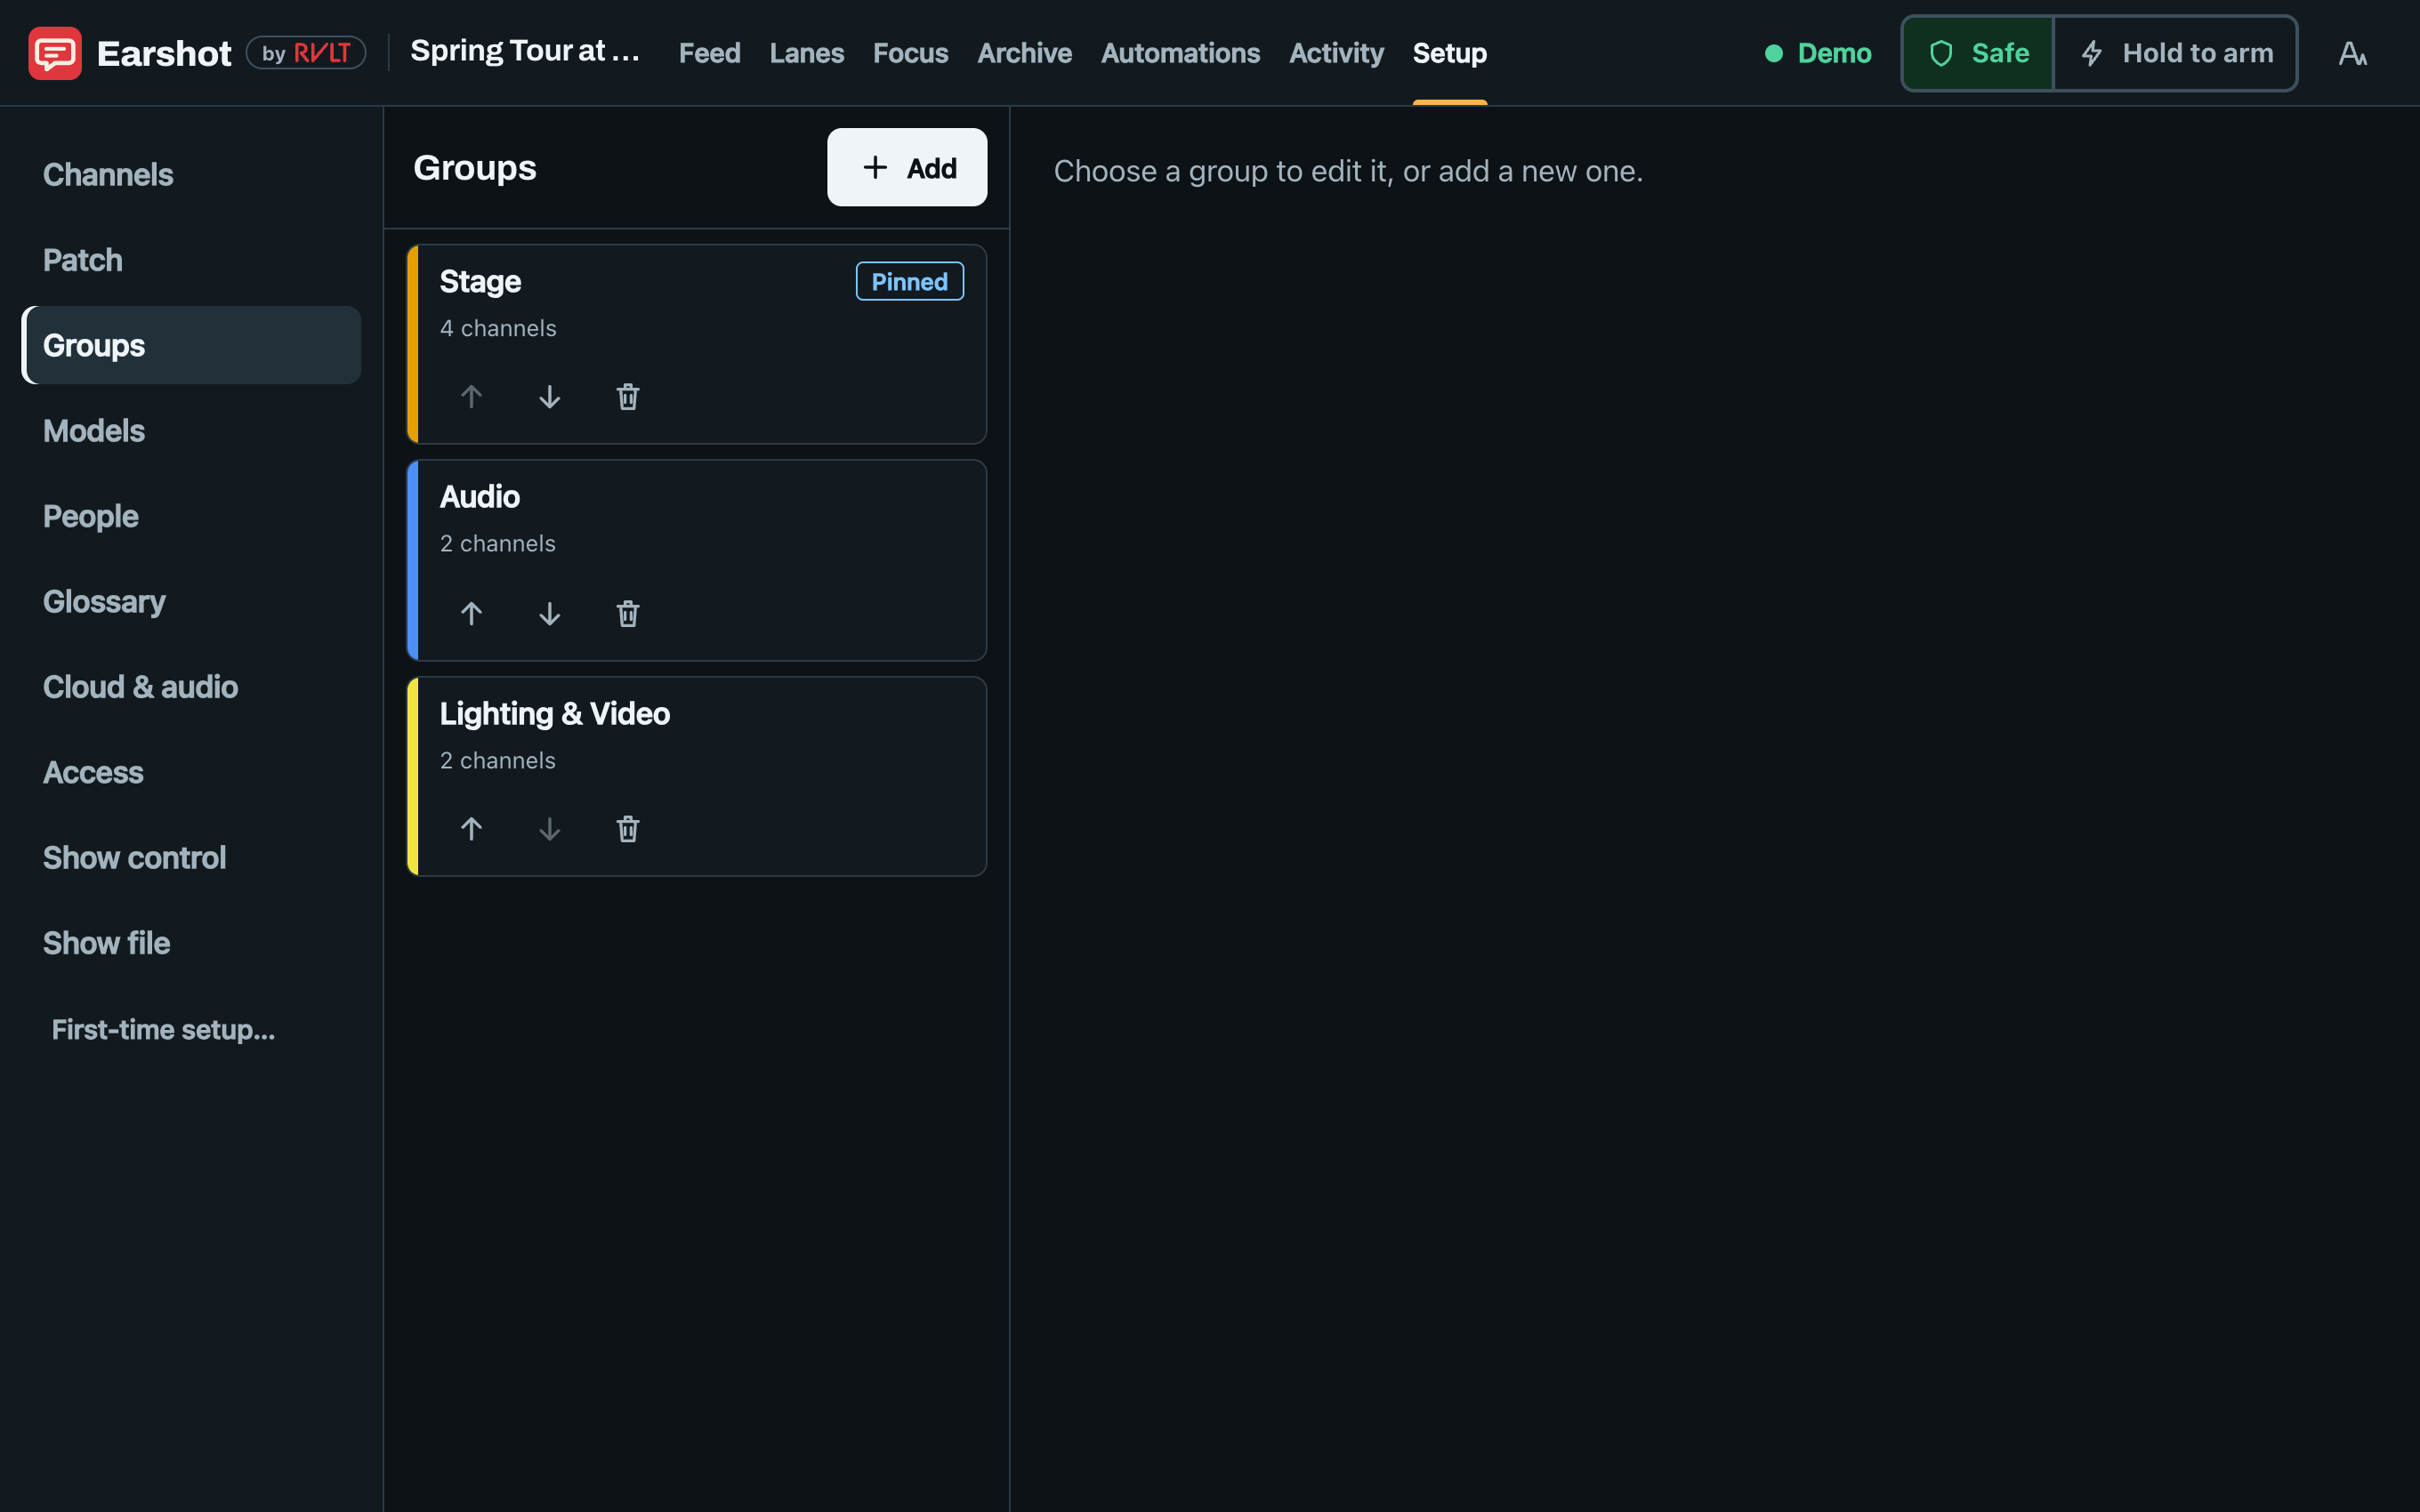 Earshot by RVLT Spring Tour at ... Feed Lanes Focus Archive Automations Activity Setup Demo Safe Hold to arm
Channels
Patch
Groups
Models
People
Glossary
Cloud & audio
Access
Show control
Show file
First-time setup...
Groups + Add
Stage Pinned
4 channels
Audio
2 channels
Lighting & Video
2 channels
Choose a group to edit it, or add a new one.